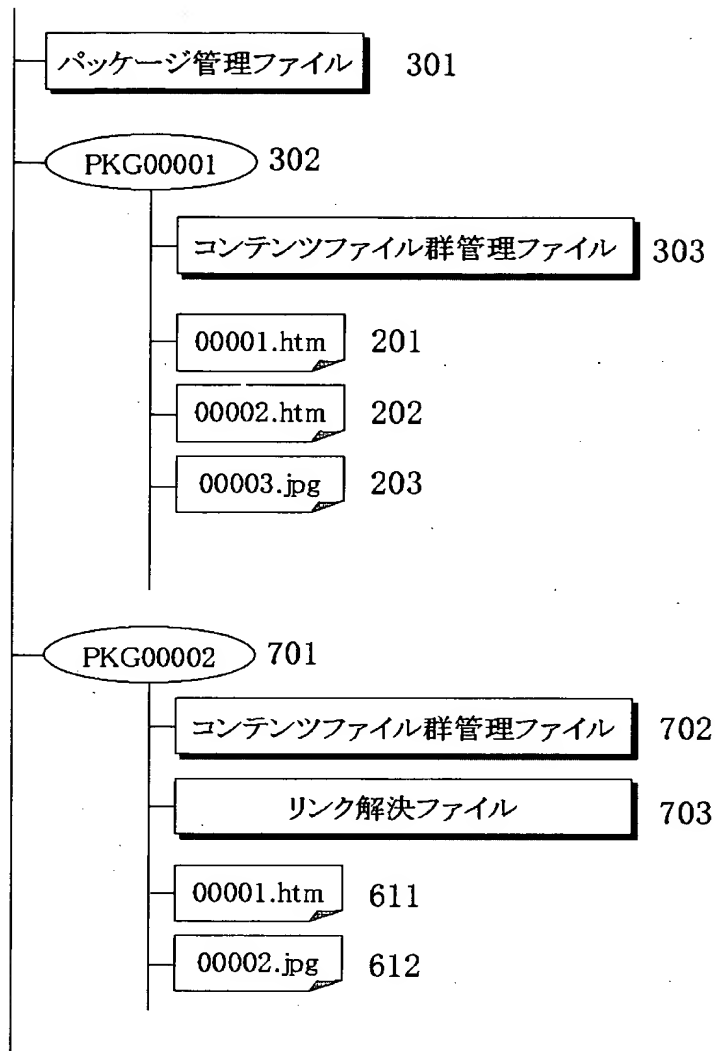 パッケージ管理ファイル 301
PKG00001 302
コンテンツファイル群管理ファイル 303
00001.htm 201
00002.htm 202
00003.jpg 203
PKG00002 701
コンテンツファイル群管理ファイル 702
リンク解決ファイル 703
00001.htm 611
00002.jpg 612